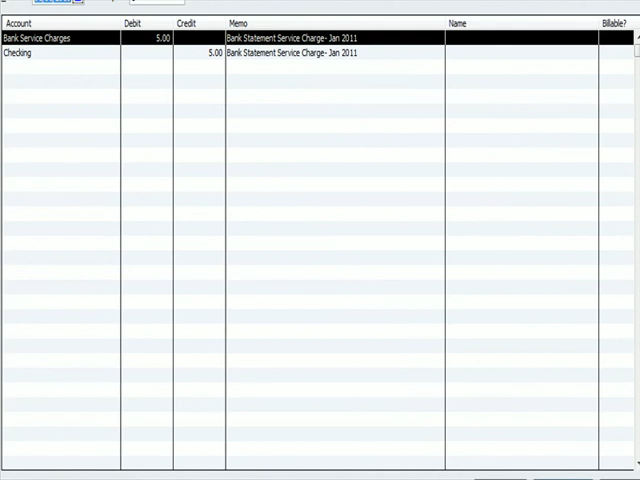 Account Debit Credit Memo Name Billable?
Bank Service Charges 5.00 Bank Statement Service Charge- Jan 2011
Checking 5.00 Bank Statement Service Charge- Jan 2011